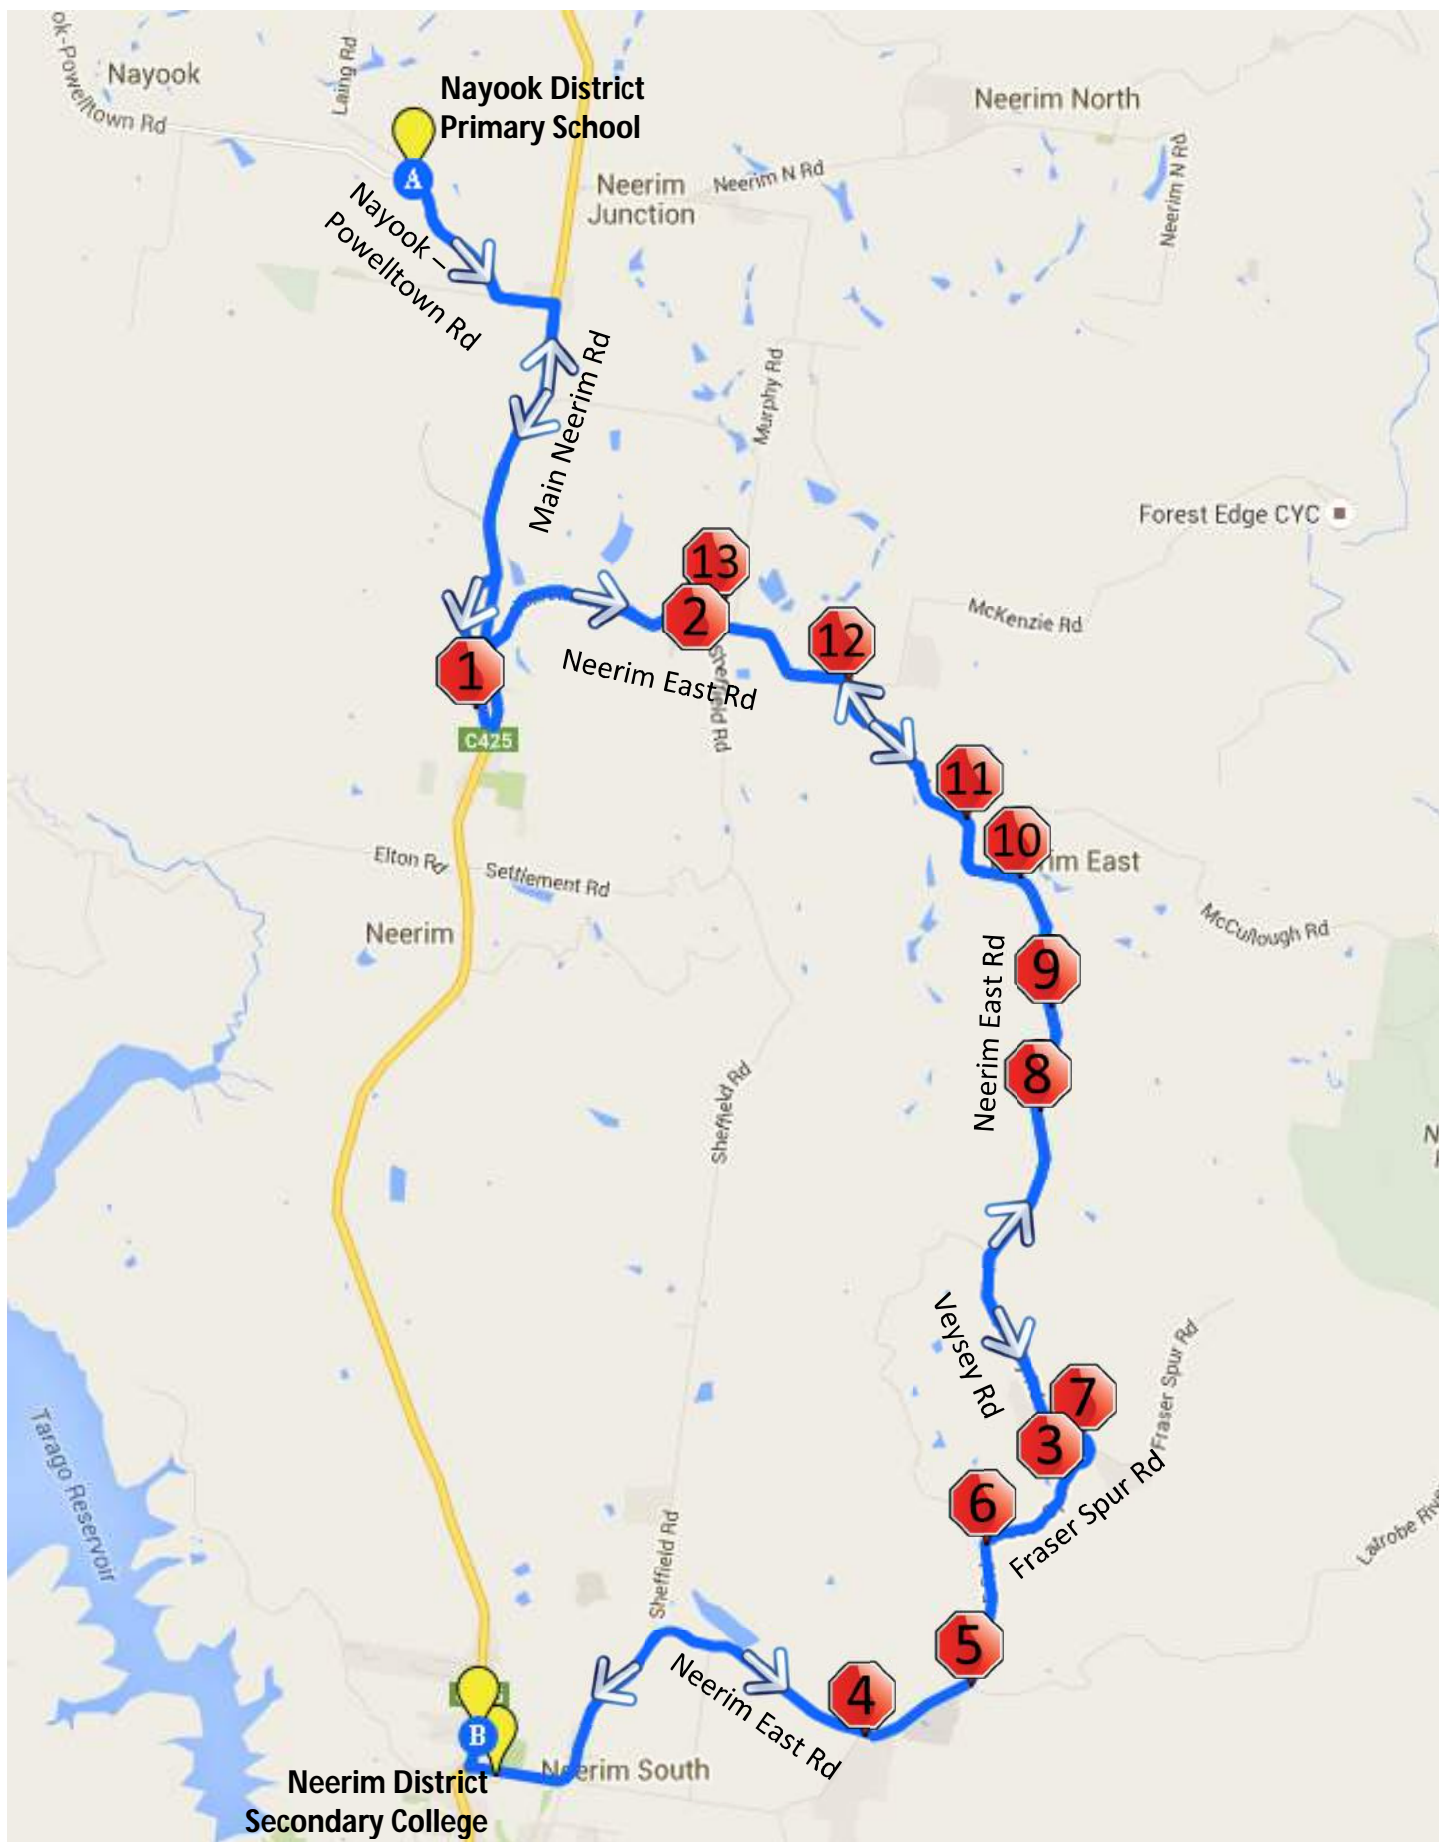 Nayook
Laing Rd
ok-Powelltown Rd
Nayook District
Primary School
Neerim North
A
Neerim
Junction
Neerim N Rd
Neerim N Rd
Nayook –
Powelltown Rd
Main Neerim Rd
Murphy Rd
Forest Edge CYC
13
2
12
McKenzie Rd
1
Neerim East Rd
Sheffield Rd
C425
11
10
im East
Elton Rd
Settlement Rd
McCullough Rd
Neerim
9
Neerim East Rd
8
Sheffield Rd
N
Veysey Rd
Fraser Spur Rd
7
3
Tarago Reservoir
6
Fraser Spur Rd
Latrobe Riv
Sheffield Rd
5
4
Neerim East Rd
B
Neerim South
Neerim District
Secondary College